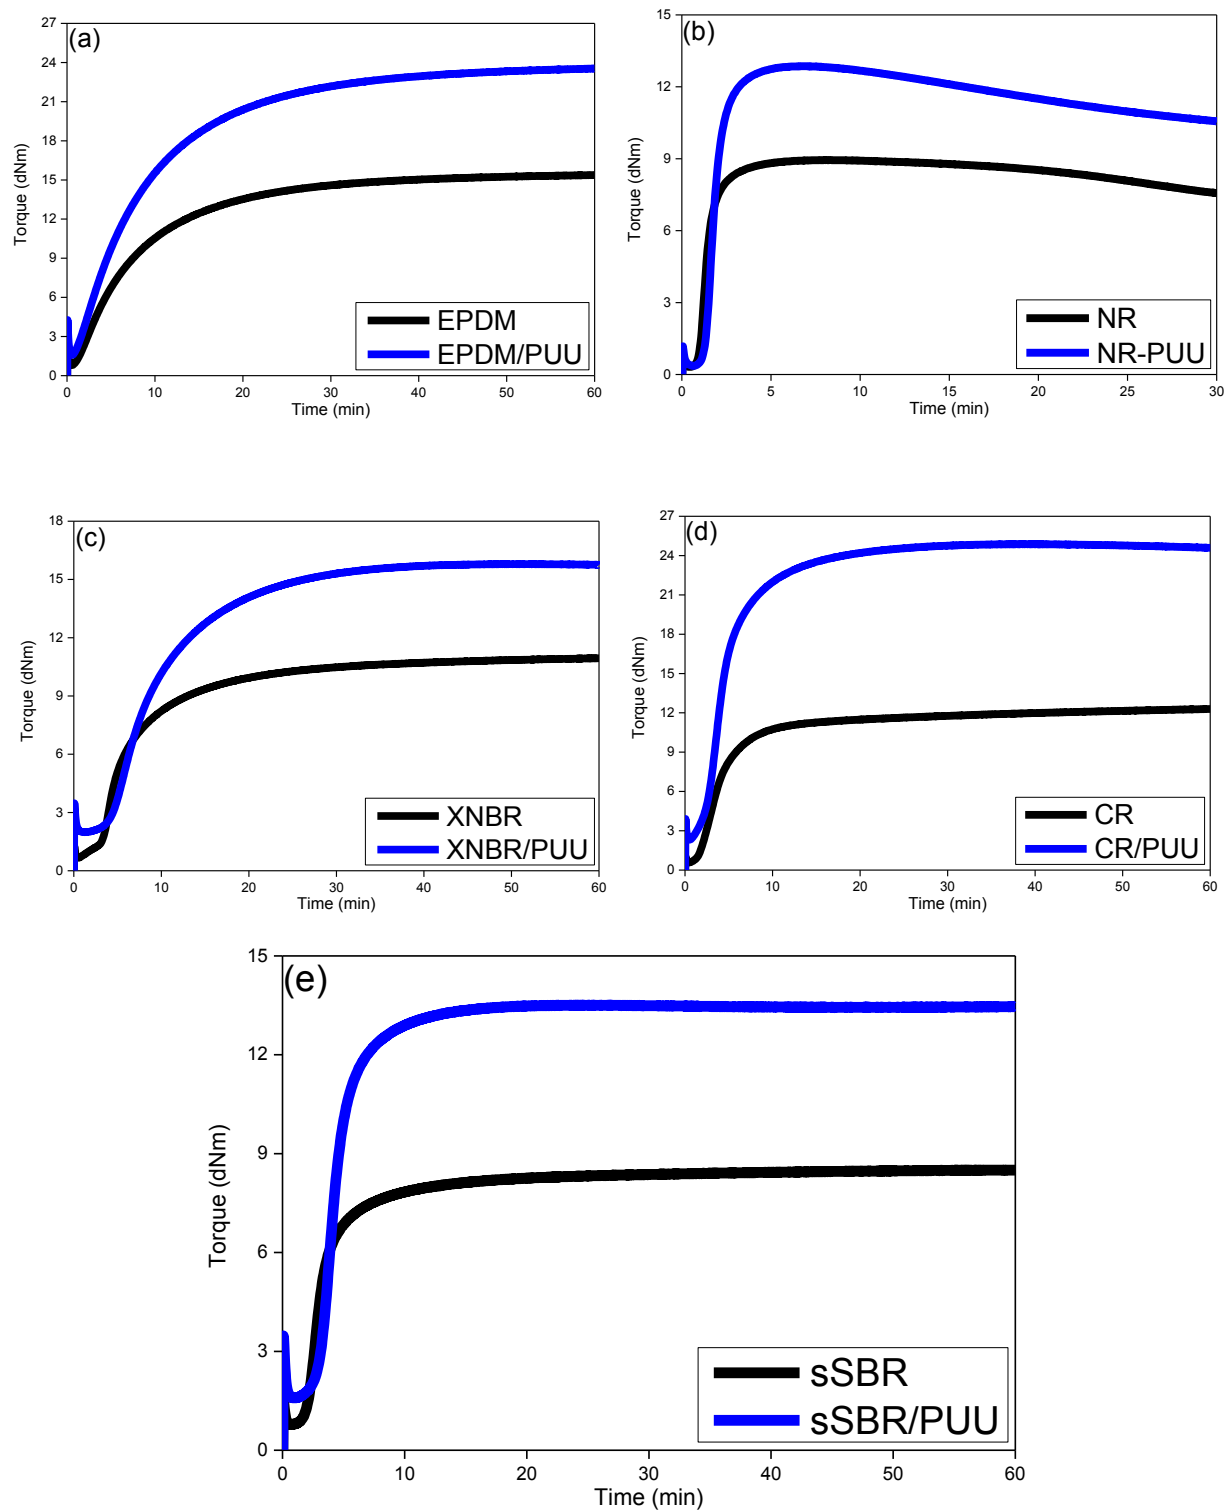 (a)
27
24
21
18
15
12
9
6
3
0
Torque (dNm)
EPDM
EPDM/PUU
0 10 20 30 40 50 60
Time (min)
(b)
15
12
9
6
3
0
Torque (dNm)
NR
NR-PUU
0 5 10 15 20 25 30
Time (min)
(c)
18
15
12
9
6
3
0
Torque (dNm)
XNBR
XNBR/PUU
0 10 20 30 40 50 60
Time (min)
(d)
27
24
21
18
15
12
9
6
3
0
Torque (dNm)
CR
CR/PUU
0 10 20 30 40 50 60
Time (min)
(e)
15
12
9
6
3
0
Torque (dNm)
sSBR
sSBR/PUU
0 10 20 30 40 50 60
Time (min)